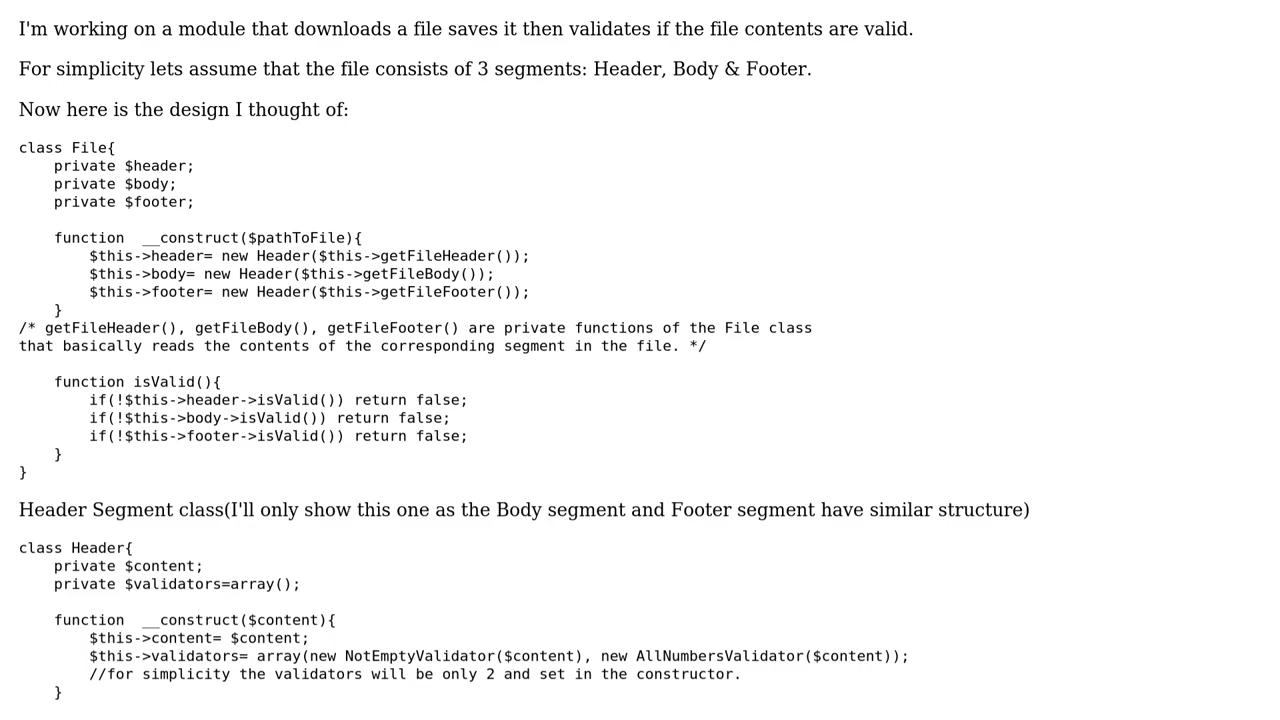 I'm working on a module that downloads a file saves it then validates if the file contents are valid.
For simplicity lets assume that the file consists of 3 segments: Header, Body & Footer.
Now here is the design I thought of:
class File{
    private $header;
    private $body;
    private $footer;

    function  __construct($pathToFile){
        $this->header= new Header($this->getFileHeader());
        $this->body= new Header($this->getFileBody());
        $this->footer= new Header($this->getFileFooter());
    }
/* getFileHeader(), getFileBody(), getFileFooter() are private functions of the File class
that basically reads the contents of the corresponding segment in the file. */

    function isValid(){
        if(!$this->header->isValid()) return false;
        if(!$this->body->isValid()) return false;
        if(!$this->footer->isValid()) return false;
    }
}
Header Segment class(I'll only show this one as the Body segment and Footer segment have similar structure)
class Header{
    private $content;
    private $validators=array();

    function  __construct($content){
        $this->content= $content;
        $this->validators= array(new NotEmptyValidator($content), new AllNumbersValidator($content));
        //for simplicity the validators will be only 2 and set in the constructor.
    }